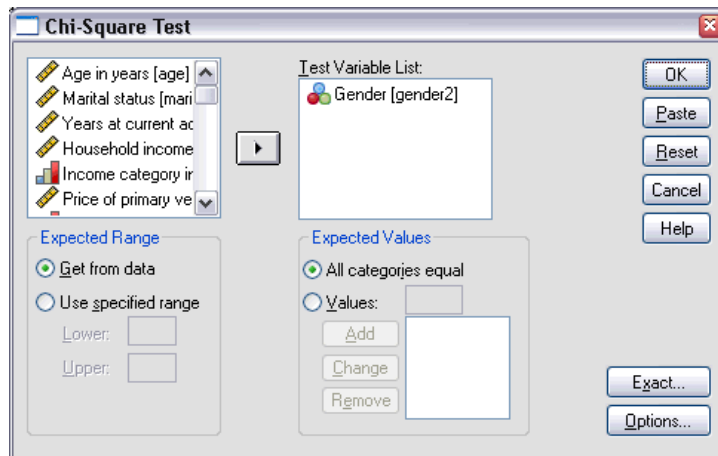 Chi-Square Test
Age in years [age]
Marital status [mari
Years at current ac
Household income
Income category ir
Price of primary ve
Test Variable List:
Gender [gender2]
OK
Paste
Reset
Cancel
Help
Expected Range
Get from data
Use specified range
Lower:
Upper:
Expected Values
All categories equal
Values:
Add
Change
Remove
Exact...
Options...